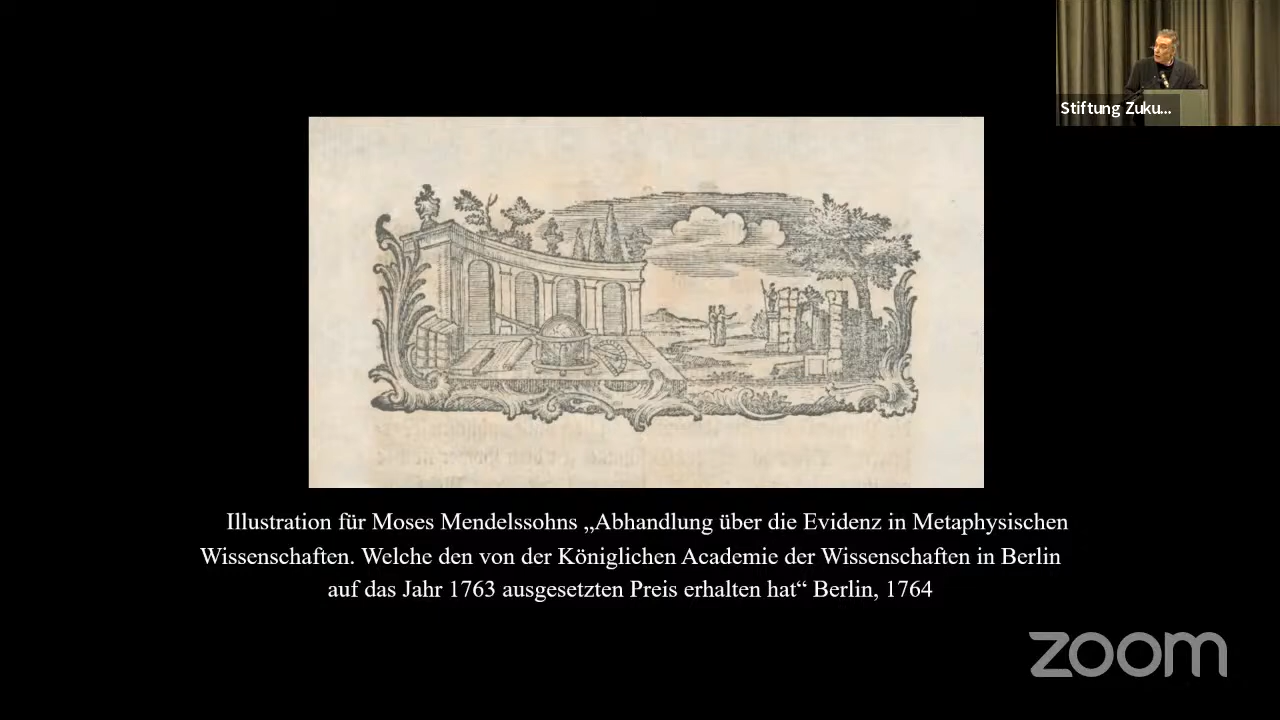 Stiftung Zuku...
Illustration für Moses Mendelssohns „Abhandlung über die Evidenz in Metaphysischen
Wissenschaften. Welche den von der Königlichen Academie der Wissenschaften in Berlin
auf das Jahr 1763 ausgesetzten Preis erhalten hat“ Berlin, 1764
zoom